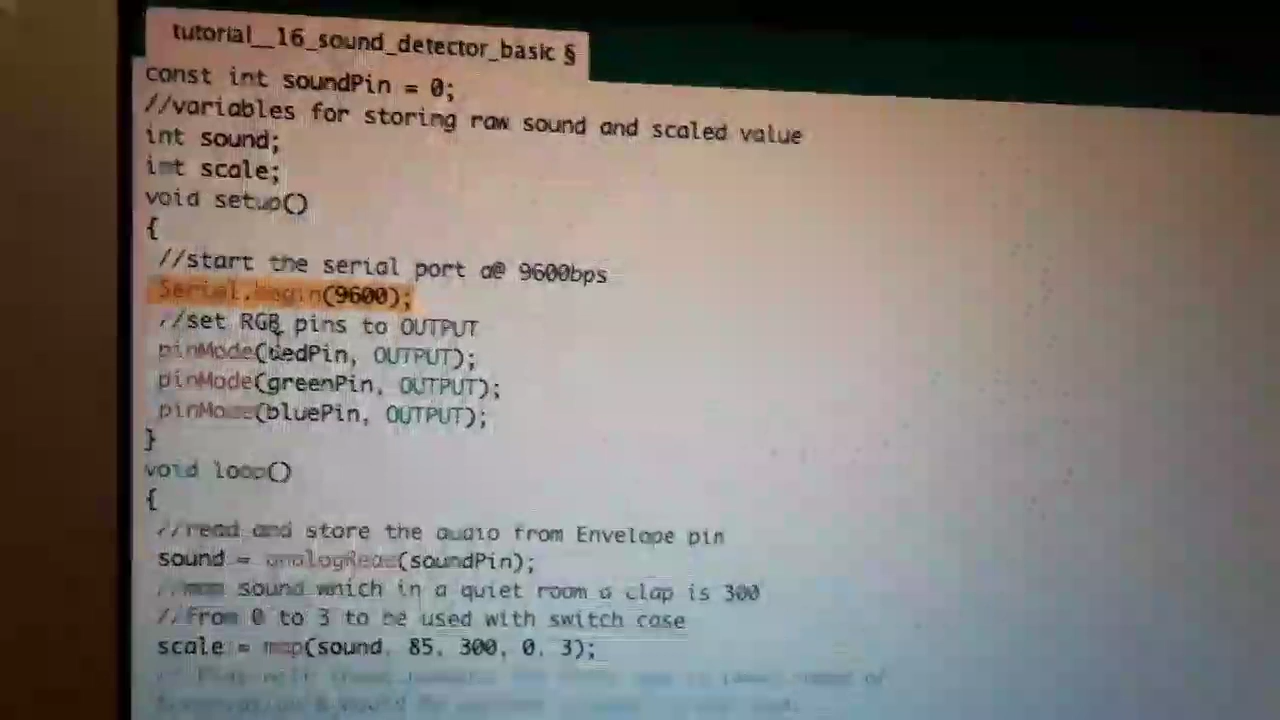 tutorial_16_sound_detector_basic §
const int soundPin = 0;
//variables for storing raw sound and scaled value
int sound;
int scale;
void setup()
{
//start the serial port a@ 9600bps
Serial.begin(9600);
//set RGB pins to OUTPUT
pinMode(redPin, OUTPUT);
pinMode(greenPin, OUTPUT);
pinMode(bluePin, OUTPUT);
}
void loop()
{
//read and store the audio from Envelope pin
sound = analogRead(soundPin);
//map sound which in a quiet room a clap is 300
//From 0 to 3 to be used with switch case
scale = map(sound, 85, 300, 0, 3);